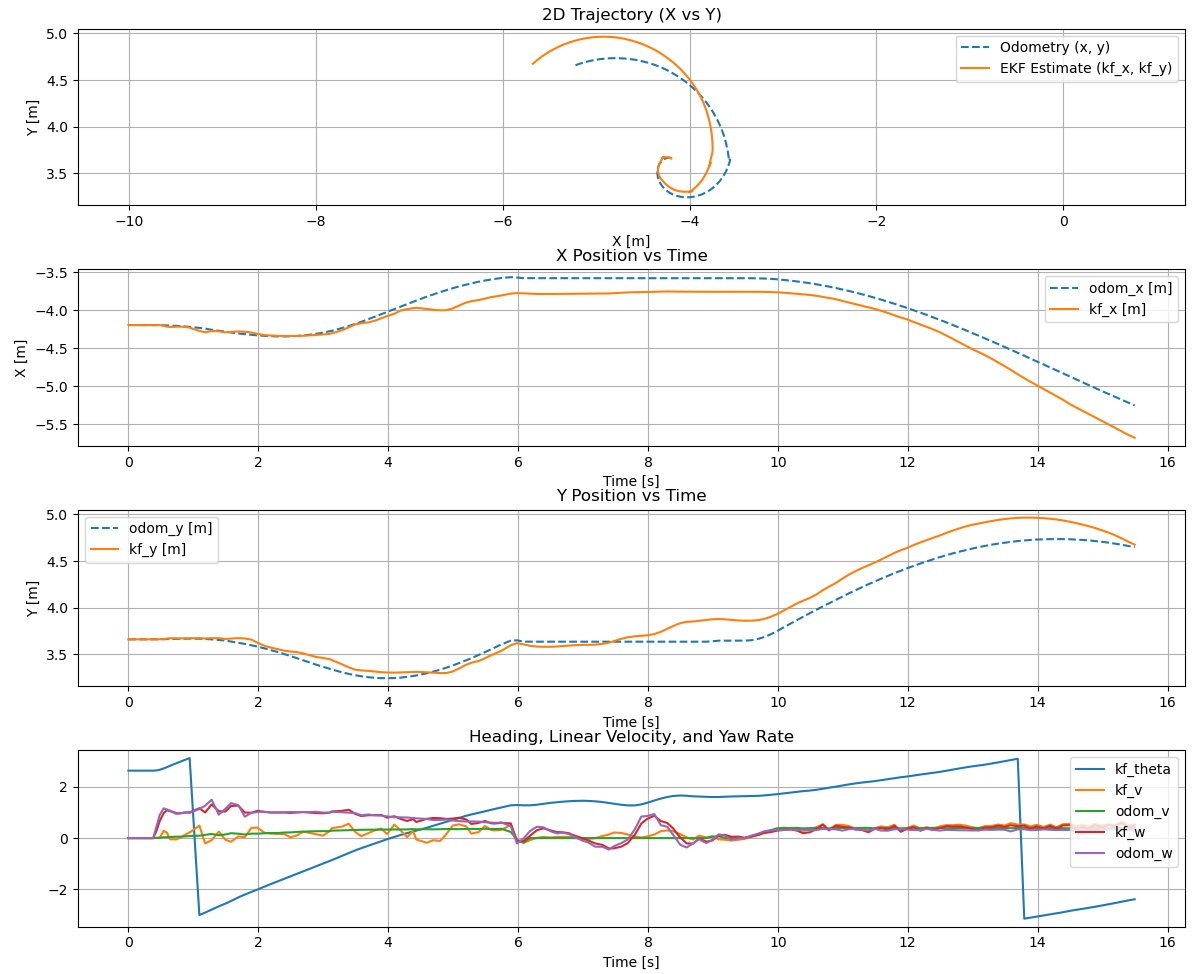 2D Trajectory (X vs Y)
5.0
4.5
4.0
3.5
Y [m]
Odometry (x, y)
EKF Estimate (kf_x, kf_y)
−10 −8 −6 −4 −2 0
X [m]
X Position vs Time
−3.5
−4.0
−4.5
−5.0
−5.5
X [m]
odom_x [m]
kf_x [m]
0 2 4 6 8 10 12 14 16
Time [s]
Y Position vs Time
5.0
4.5
4.0
3.5
Y [m]
odom_y [m]
kf_y [m]
0 2 4 6 8 10 12 14 16
Time [s]
Heading, Linear Velocity, and Yaw Rate
2
0
−2
kf_theta
kf_v
odom_v
kf_w
odom_w
0 2 4 6 8 10 12 14 16
Time [s]